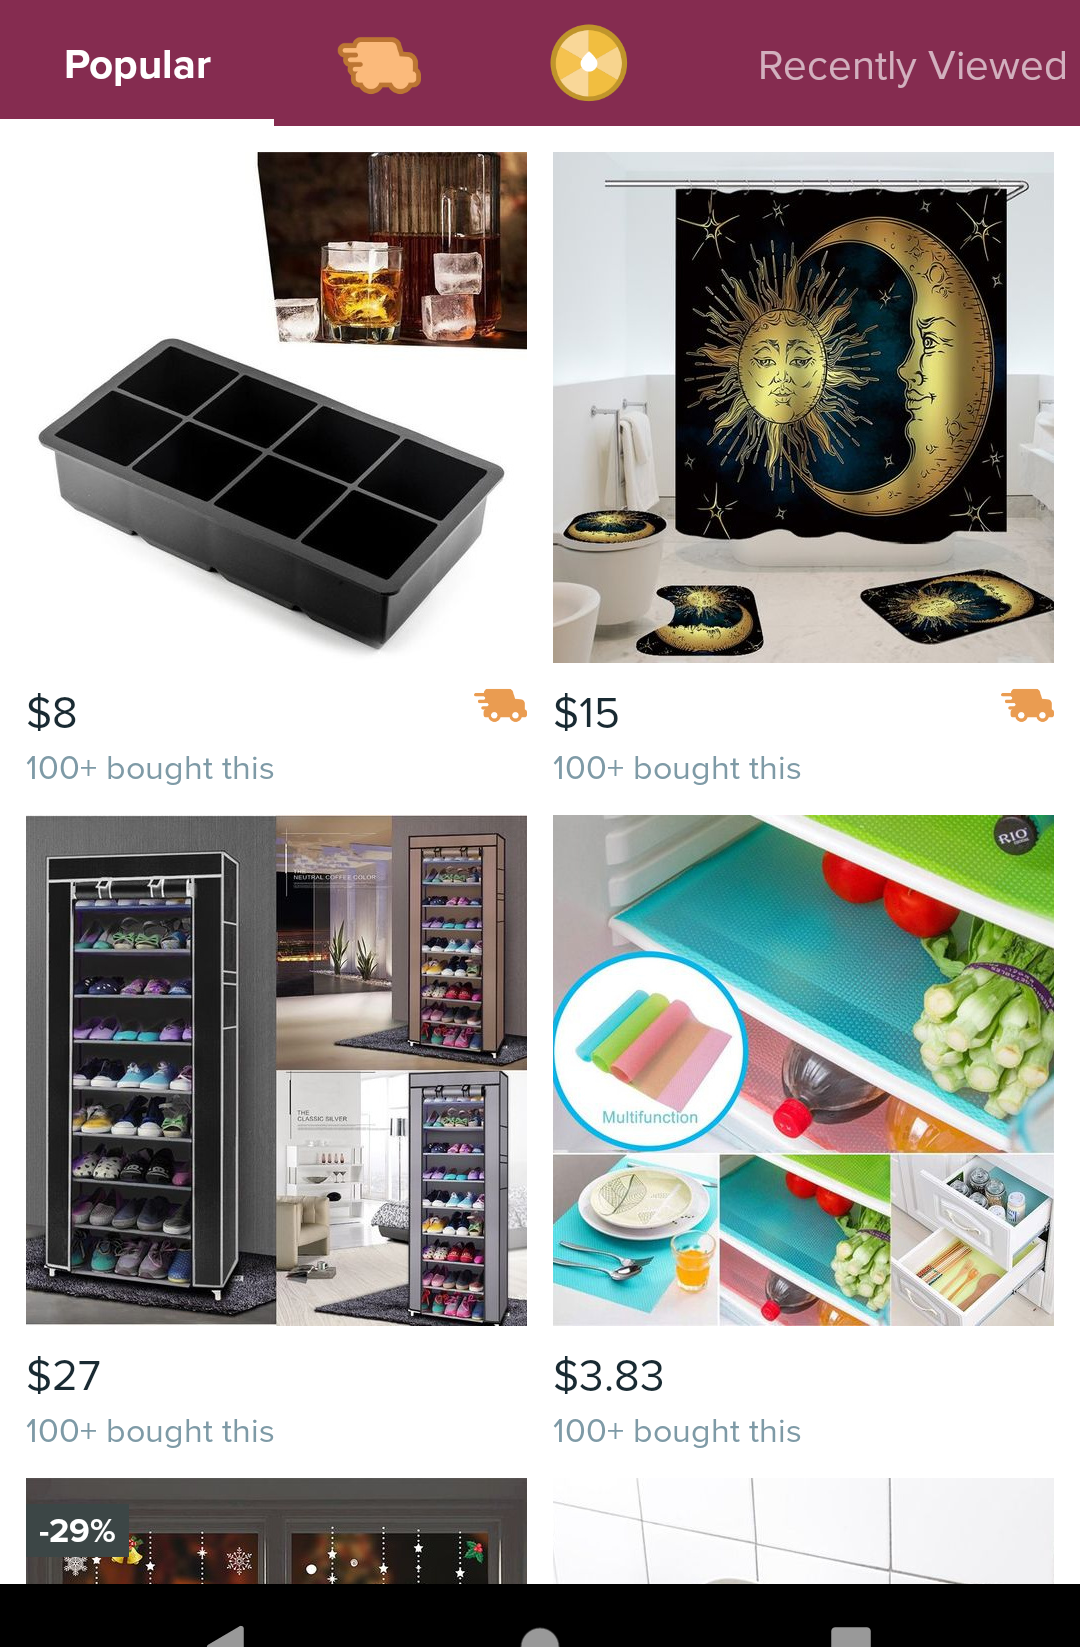 Popular
Recently Viewed
$8
100+ bought this
$15
100+ bought this
THE
NEUTRAL COFFEE COLOR
THE
CLASSIC SILVER
RIO
Multifunction
$27
100+ bought this
$3.83
100+ bought this
-29%